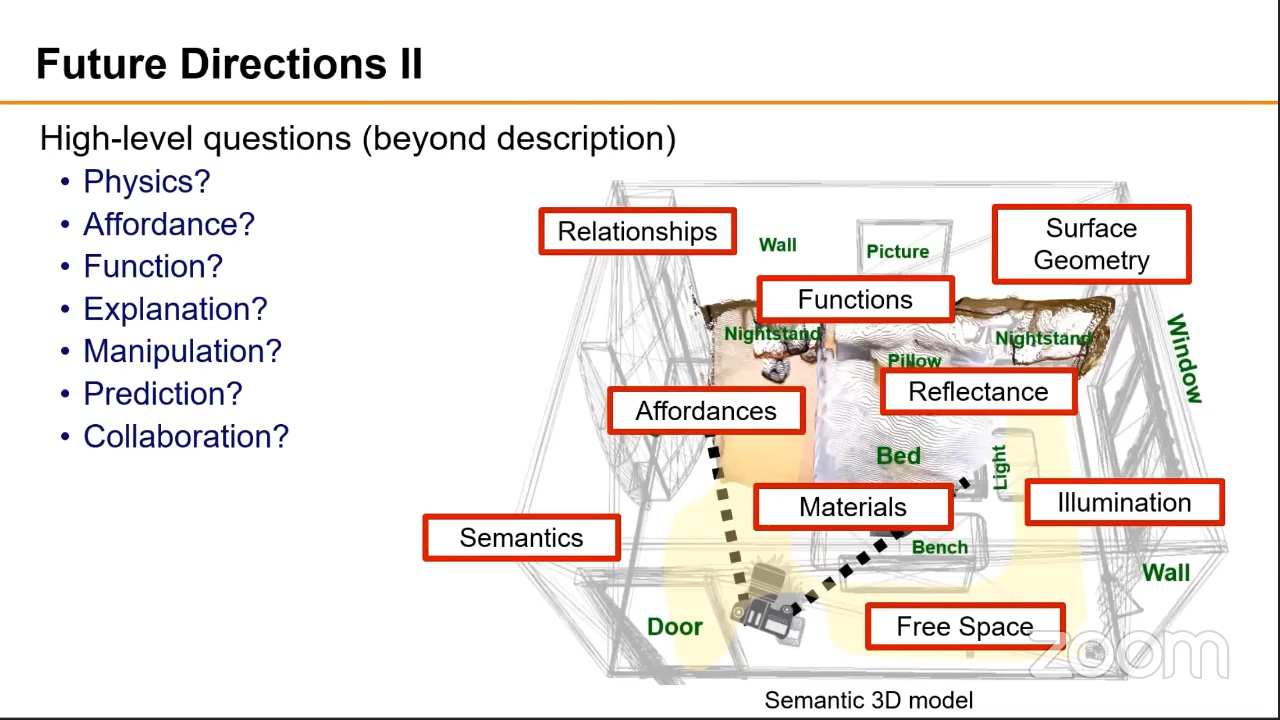 Future Directions II
High-level questions (beyond description)
• Physics?
• Affordance?
• Function?
• Explanation?
• Manipulation?
• Prediction?
• Collaboration?
Relationships
Wall
Picture
Surface
Geometry
Functions
Nightstand
Nightstand
Window
Pillow
Reflectance
Affordances
Bed
Light
Materials
Illumination
Semantics
Bench
Wall
Door
Free Space
zoom
Semantic 3D model